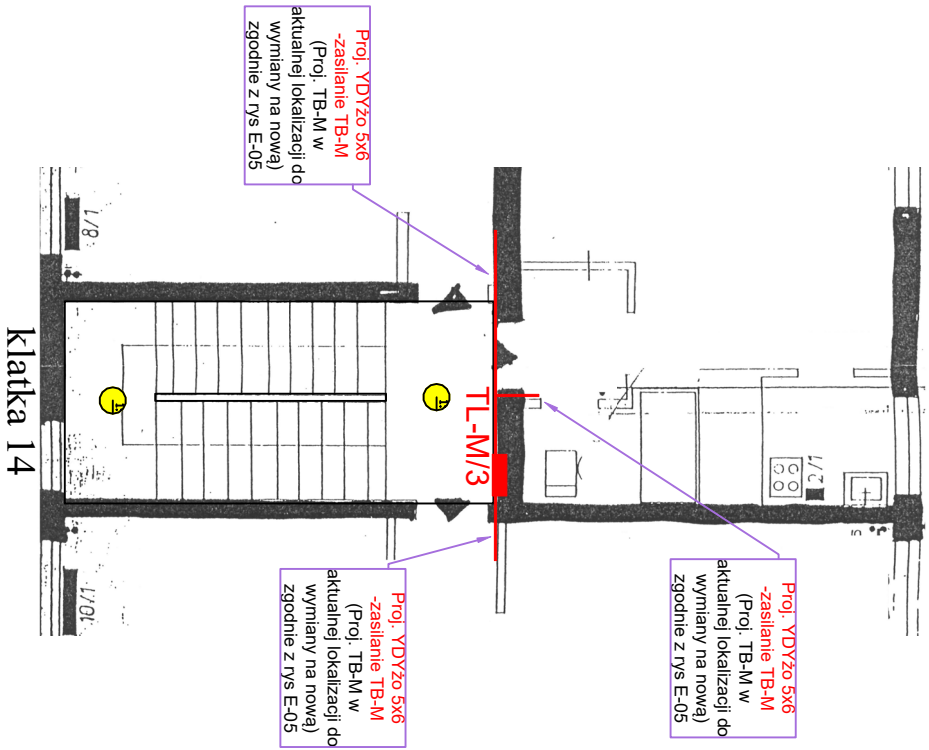 Proj. YDYżo 5x6
-zasilanie TB-M
(Proj. TB-M w
aktualnej lokalizacji do
wymiany na nową)
zgodnie z rys E-05
8/1
klatka 14
1.
1.
TL-M/3
2/1
Proj. YDYżo 5x6
-zasilanie TB-M
(Proj. TB-M w
aktualnej lokalizacji do
wymiany na nową)
zgodnie z rys E-05
10/1
Proj. YDYżo 5x6
-zasilanie TB-M
(Proj. TB-M w
aktualnej lokalizacji do
wymiany na nową)
zgodnie z rys E-05